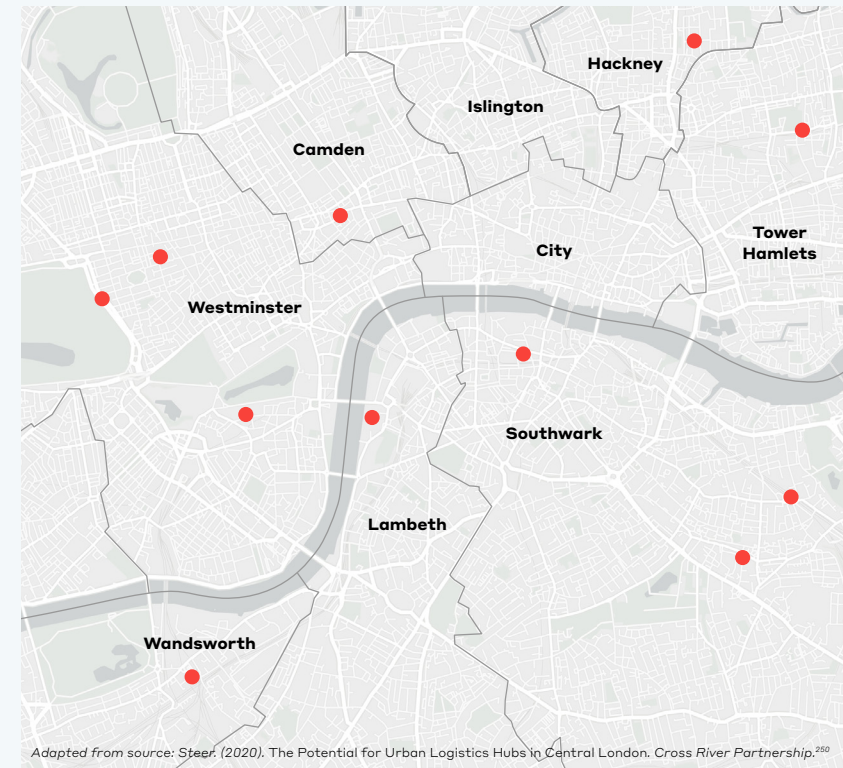 Hackney
Islington
Camden
Tower
Hamlets
City
Westminster
Southwark
Lambeth
Wandsworth
Adapted from source: Steer. (2020). The Potential for Urban Logistics Hubs in Central London. Cross River Partnership.²⁵⁰